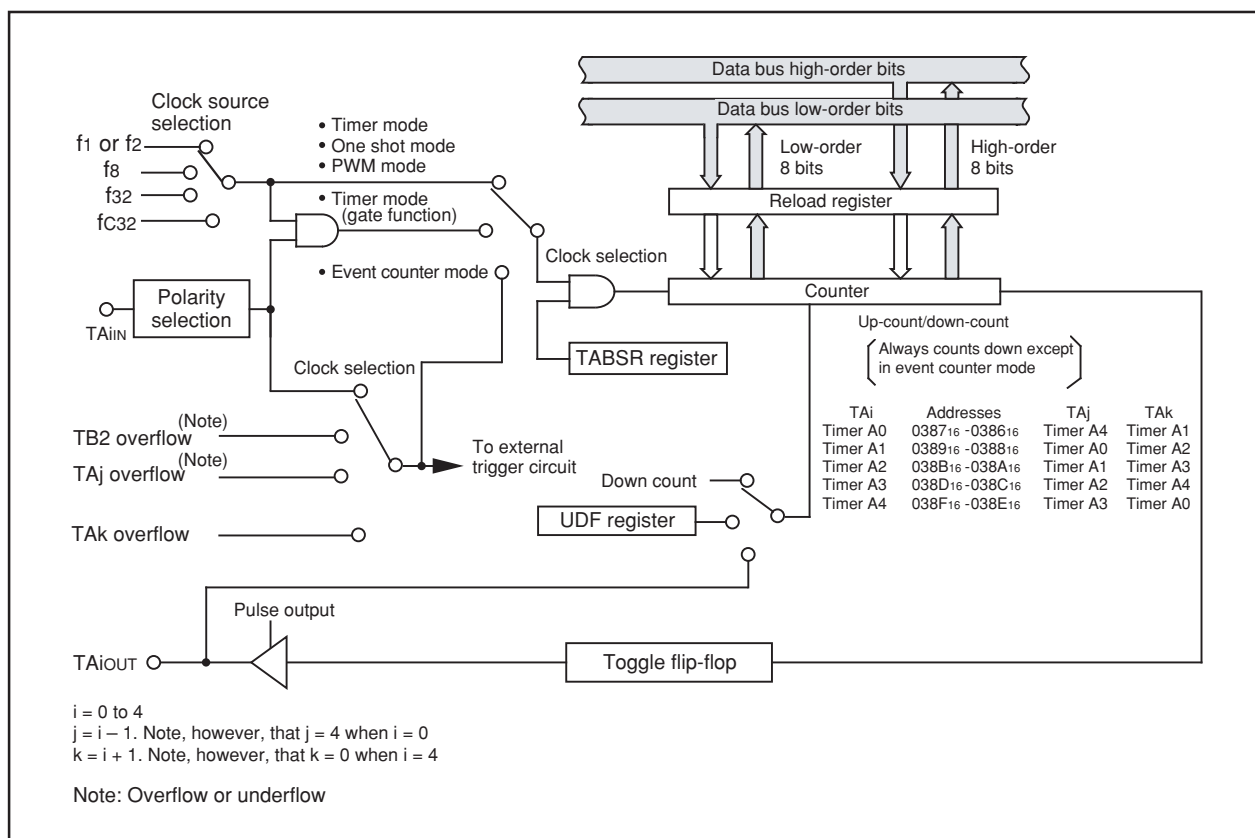 Data bus high-order bits
Data bus low-order bits
Clock source
selection
f1 or f2
f8
f32
fC32
• Timer mode
• One shot mode
• PWM mode
• Timer mode
(gate function)
• Event counter mode
Low-order
8 bits
High-order
8 bits
Reload register
Clock selection
Counter
Polarity
selection
TAiIN
TABSR register
Up-count/down-count
Always counts down except
in event counter mode
Clock selection
TB2 overflow (Note)
TAj overflow (Note)
TAk overflow
To external
trigger circuit
TAi Addresses TAj TAk
Timer A0 038716 -038616 Timer A4 Timer A1
Timer A1 038916 -038816 Timer A0 Timer A2
Timer A2 038B16 -038A16 Timer A1 Timer A3
Timer A3 038D16 -038C16 Timer A2 Timer A4
Timer A4 038F16 -038E16 Timer A3 Timer A0
Down count
UDF register
Pulse output
TAiOUT
Toggle flip-flop
i = 0 to 4
j = i – 1. Note, however, that j = 4 when i = 0
k = i + 1. Note, however, that k = 0 when i = 4
Note: Overflow or underflow